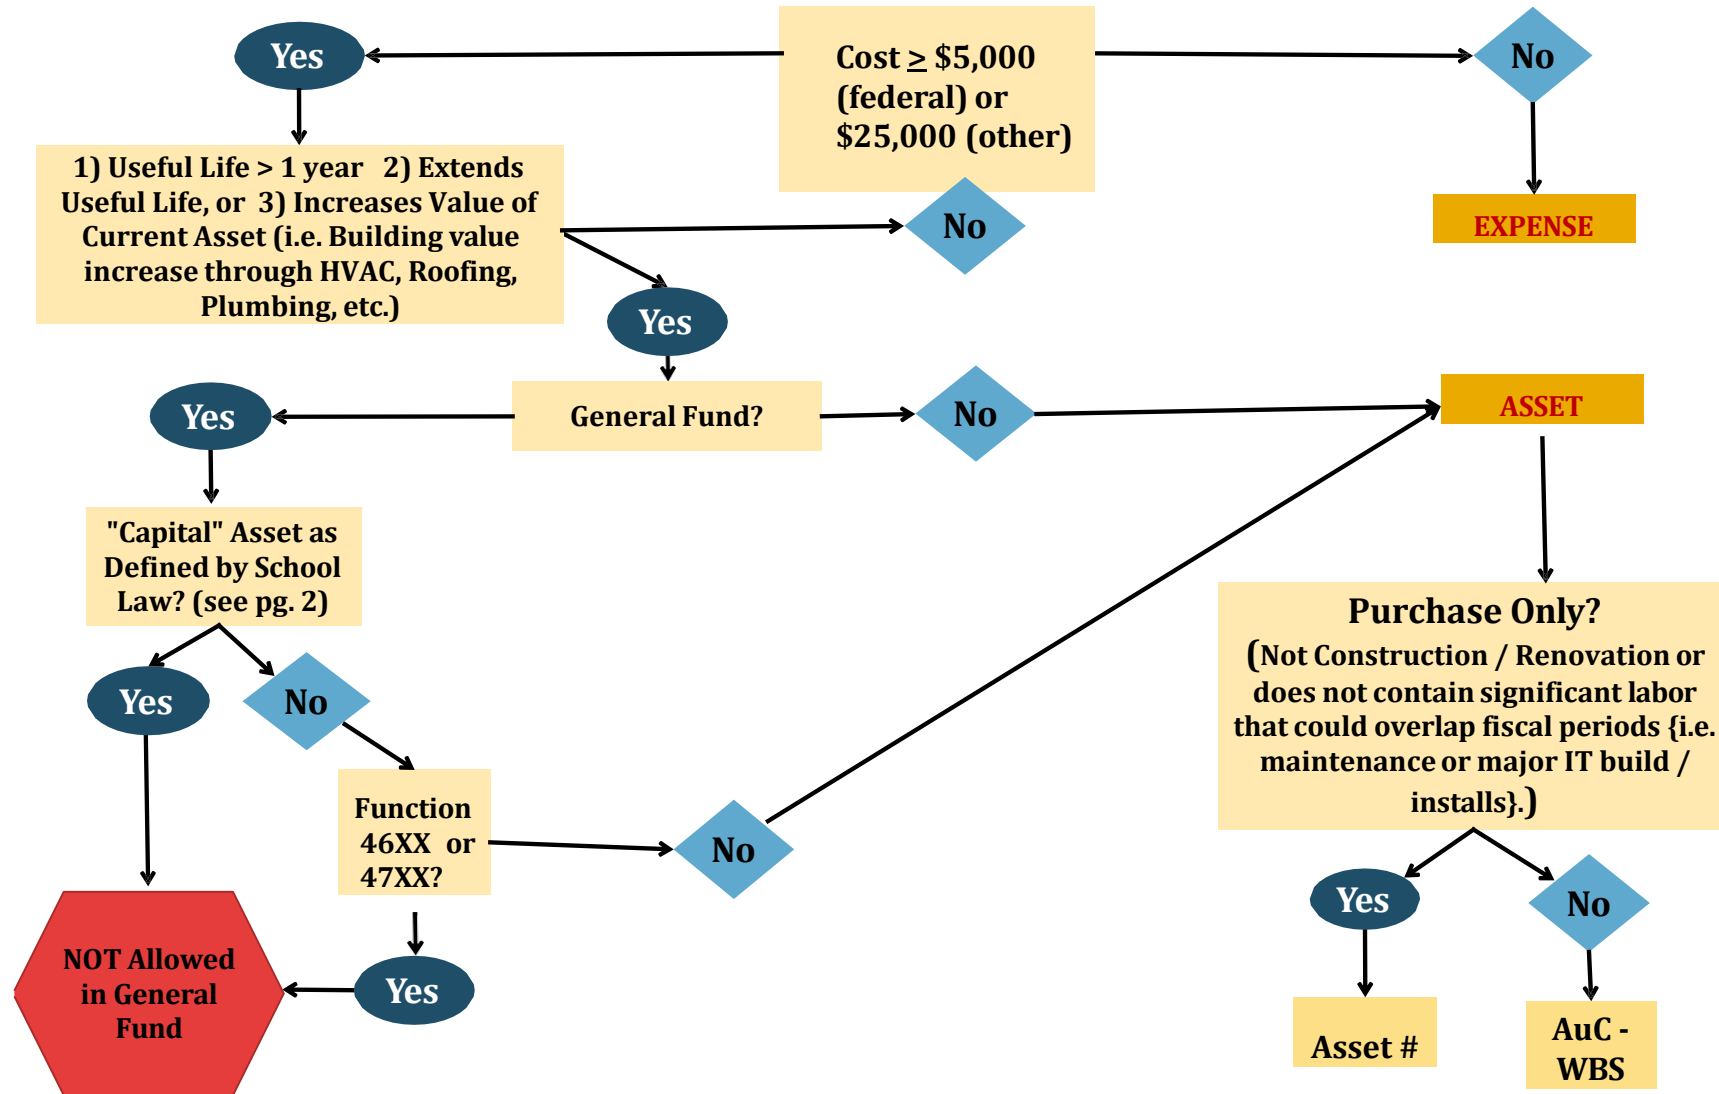 Yes
Cost ≥ $5,000
(federal) or
$25,000 (other)
No
1) Useful Life > 1 year 2) Extends
Useful Life, or 3) Increases Value of
Current Asset (i.e. Building value
increase through HVAC, Roofing,
Plumbing, etc.)
No
EXPENSE
Yes
Yes
General Fund?
No
ASSET
"Capital" Asset as
Defined by School
Law? (see pg. 2)
Purchase Only?
(Not Construction / Renovation or
does not contain significant labor
that could overlap fiscal periods {i.e.
maintenance or major IT build /
installs}.)
Yes
No
Function
46XX or
47XX?
No
Yes
No
NOT Allowed
in General
Fund
Yes
Asset #
AuC -
WBS